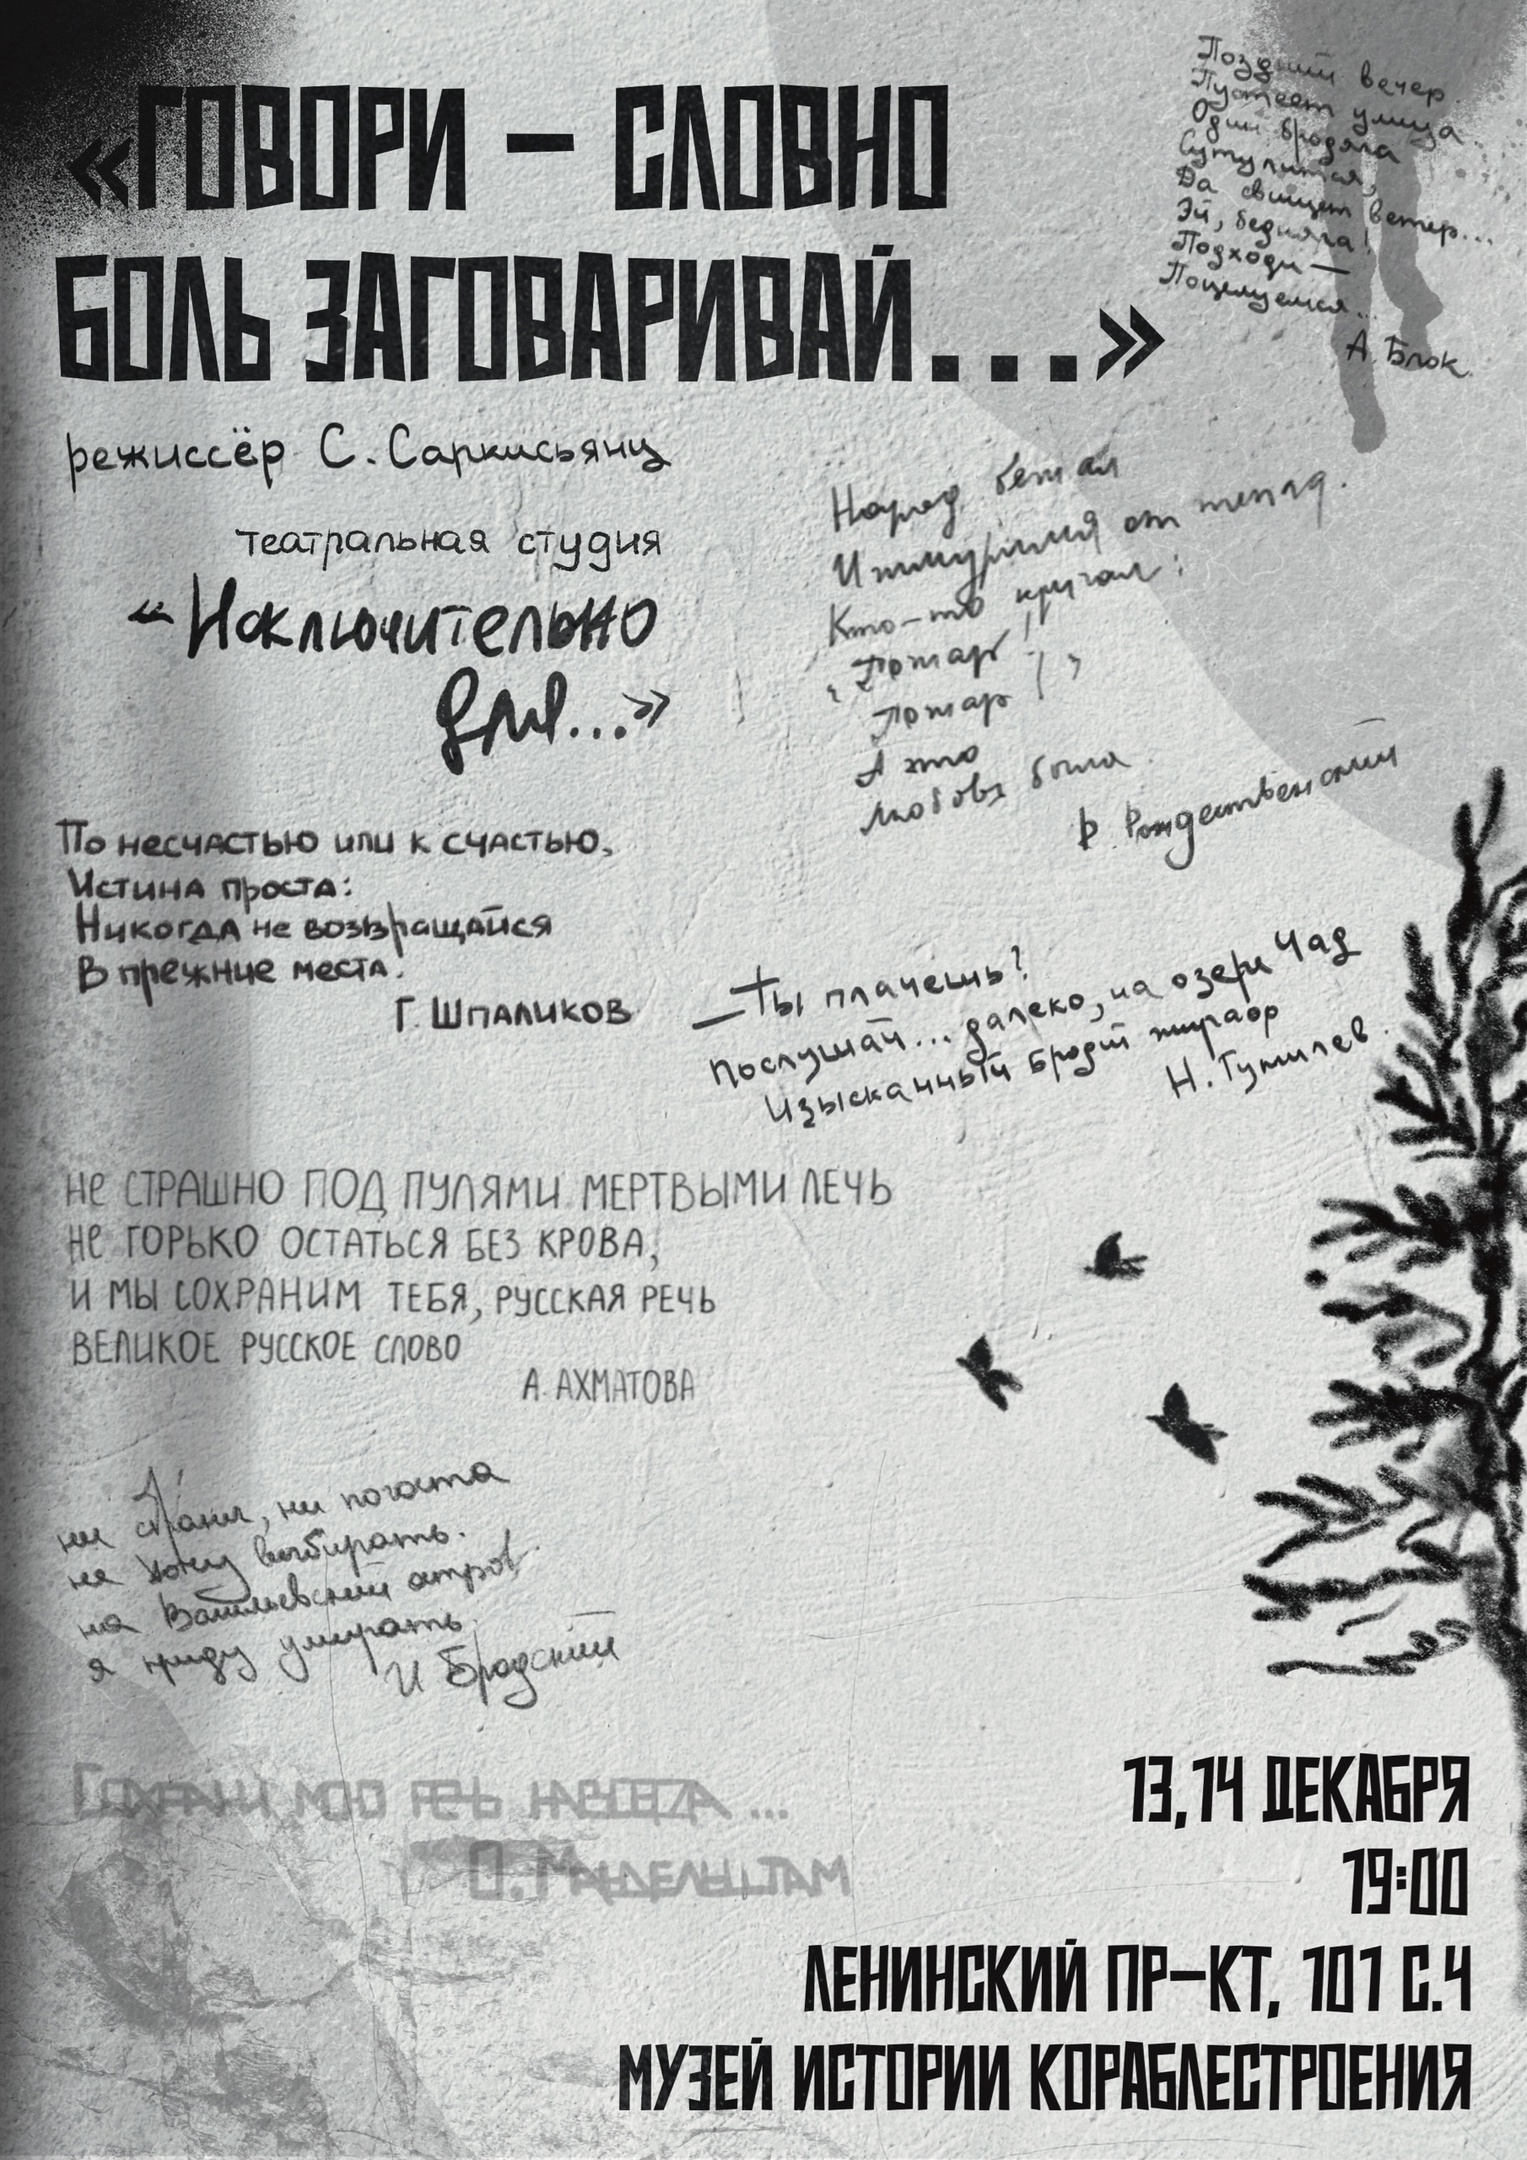 «ГОВОРИ – СЛОВНО
БОЛЬ ЗАГОВАРИВАЙ...»
режиссёр С. Саркисьянц
театральная студия
«Исключительно
для...»
Поздний вечер.
Пустеет улица.
Один бродяга
Сутулится,
Да свищет ветер...
Эй, бедняга!
Подходи —
Поцелуемся...
А. Блок
Народ бежал
И жмурился от тепла.
Кто-то кричал:
"Пожар!
Пожар!"
А это
Любовь была.
Р. Рождественский
По несчастью или к счастью,
Истина проста:
Никогда не возвращайся
В прежние места.
Г. Шпаликов
— Ты плачешь?
Послушай... далеко, на озере Чад
Изысканный бродит жираф
Н. Гумилев.
НЕ СТРАШНО ПОД ПУЛЯМИ МЕРТВЫМИ ЛЕЧЬ
НЕ ГОРЬКО ОСТАТЬСЯ БЕЗ КРОВА,
И МЫ СОХРАНИМ ТЕБЯ, РУССКАЯ РЕЧЬ
ВЕЛИКОЕ РУССКОЕ СЛОВО
А. АХМАТОВА
ни страны, ни погоста
не хочу выбирать.
на Васильевский остров
я приду умирать.
И Бродский
СОХРАНИ МОЮ РЕЧЬ НАВСЕГДА...
О. МАНДЕЛЬШТАМ
13,14 ДЕКАБРЯ
19:00
ЛЕНИНСКИЙ ПР–КТ, 101 С.4
МУЗЕЙ ИСТОРИИ КОРАБЛЕСТРОЕНИЯ